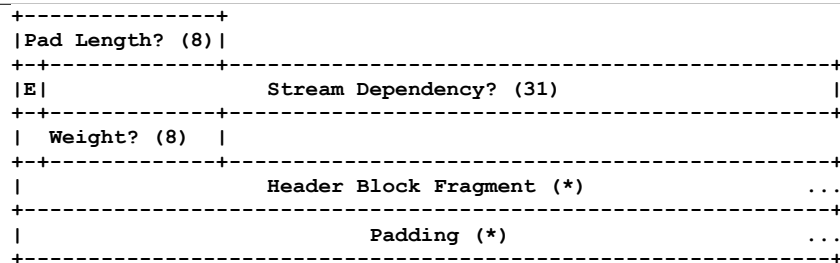 +---------------+
|Pad Length? (8)|
+-+-------------+-----------------------------------------------+
|E|                 Stream Dependency? (31)                     |
+-+-------------+-----------------------------------------------+
|  Weight? (8)  |
+-+-------------+-----------------------------------------------+
|                   Header Block Fragment (*)                 ...
+---------------------------------------------------------------+
|                           Padding (*)                       ...
+---------------------------------------------------------------+